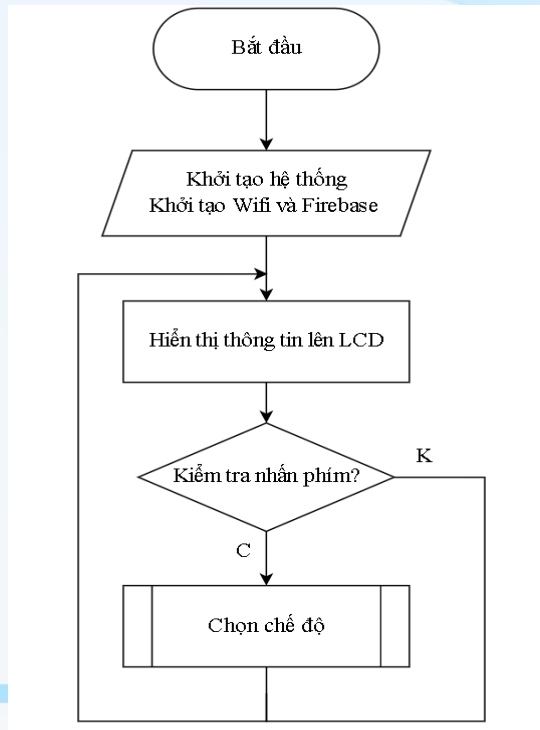 Bắt đầu
Khởi tạo hệ thống
Khởi tạo Wifi và Firebase
Hiển thị thông tin lên LCD
Kiểm tra nhấn phím?
K
C
Chọn chế độ